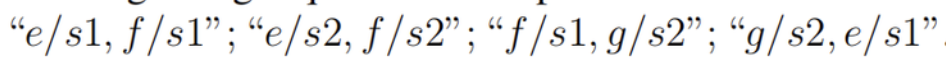 “e/s1, f/s1”; “e/s2, f/s2”; “f/s1, g/s2”; “g/s2, e/s1”.